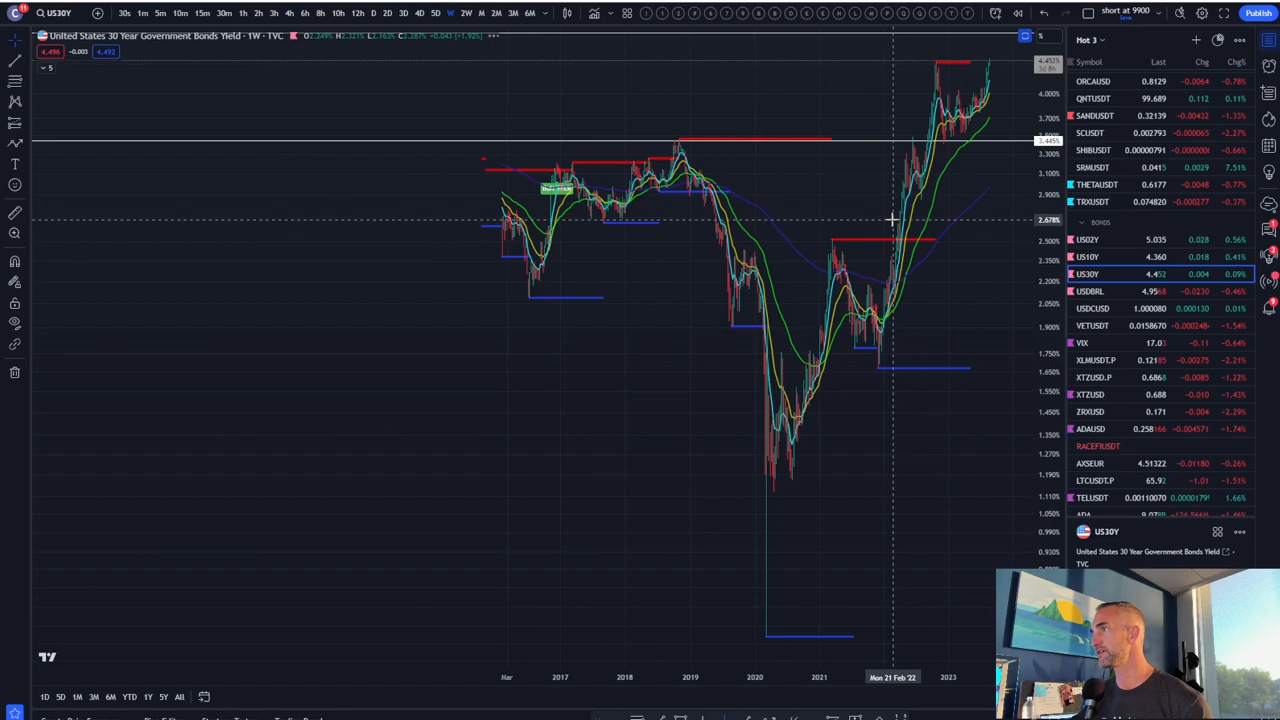 C 11 US30Y 30s 1m 5m 10m 15m 30m 1h 2h 3h 4h 6h 8h 10h 12h D 2D 3D 4D 5D W 2W M 2M 3M 6M short at 9900 Save Publish
United States 30 Year Government Bonds Yield · 1W · TVC O2.249% H2.321% L2.163% C2.287% +0.043 (+1.92%) %
4.496 -0.003 4.492
5
4.452%
3d 8h
4.000%
3.700%
3.445%
3.300%
3.100%
2.900%
2.678%
2.500%
2.350%
2.200%
2.050%
1.900%
1.750%
1.650%
1.550%
1.450%
1.350%
1.270%
1.190%
1.110%
1.050%
0.990%
0.930%
Mar 2017 2018 2019 2020 2021 Mon 21 Feb '22 2023
1D 5D 1M 3M 6M YTD 1Y 5Y All
Hot 3
Symbol Last Chg Chg%
ORCAUSD 0.8129 -0.0064 -0.78%
QNTUSDT 99.689 0.112 0.11%
SANDUSDT 0.32139 -0.00432 -1.33%
SCUSDT 0.002793 -0.000065 -2.27%
SHIBUSDT 0.00000791 -0.0000000 -0.66%
SRMUSDT 0.0415 0.0029 7.51%
THETAUSDT 0.6177 -0.0048 -0.77%
TRXUSDT 0.074820 -0.000277 -0.37%
BONDS
US02Y 5.035 0.028 0.56%
US10Y 4.360 0.018 0.41%
US30Y 4.452 0.004 0.09%
USDBRL 4.9568 -0.0230 -0.46%
USDCUSD 1.000080 0.000130 0.01%
VETUSDT 0.0158670 -0.000248 -1.54%
VIX 17.03 -0.11 -0.64%
XLMUSDT.P 0.12185 -0.00275 -2.21%
XTZUSD.P 0.6868 -0.0085 -1.22%
XTZUSD 0.688 -0.010 -1.43%
ZRXUSD 0.171 -0.004 -2.29%
ADAUSD 0.258166 -0.004571 -1.74%
RACEFIUSDT
AXSEUR 4.51322 -0.01180 -0.26%
LTCUSDT.P 65.92 -1.01 -1.51%
TELUSDT 0.00110070 0.0000179 1.66%
US30Y
United States 30 Year Government Bonds Yield ·
TVC